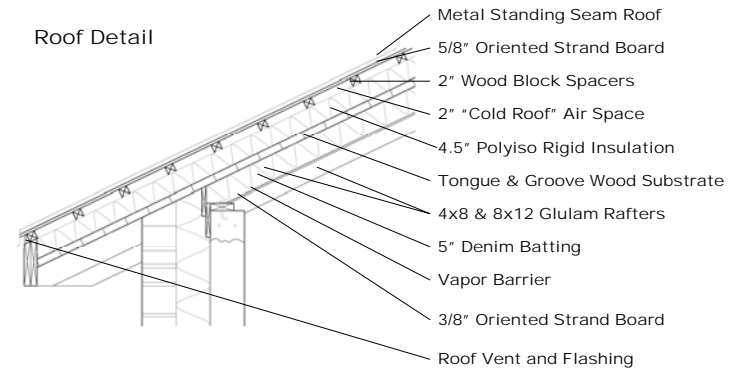 Roof Detail
Metal Standing Seam Roof
5/8” Oriented Strand Board
2” Wood Block Spacers
2” “Cold Roof” Air Space
4.5” Polyiso Rigid Insulation
Tongue & Groove Wood Substrate
4x8 & 8x12 Glulam Rafters
5” Denim Batting
Vapor Barrier
3/8” Oriented Strand Board
Roof Vent and Flashing